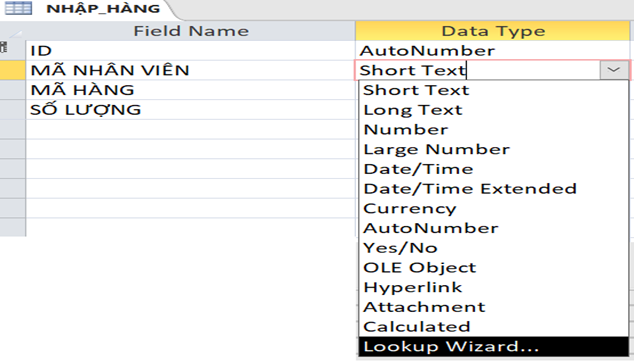 NHẬP_HÀNG
Field Name Data Type
ID AutoNumber
MÃ NHÂN VIÊN Short Text
MÃ HÀNG Short Text
SỐ LƯỢNG Long Text
Number
Large Number
Date/Time
Date/Time Extended
Currency
AutoNumber
Yes/No
OLE Object
Hyperlink
Attachment
Calculated
Lookup Wizard...